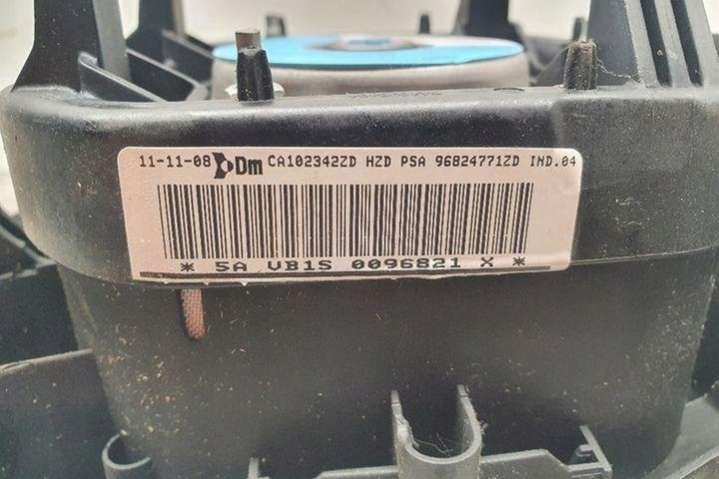 11-11-08 Dm CA102342ZD HZD PSA 96824771ZD IND.04
* 5A VB1S 0096821 X *